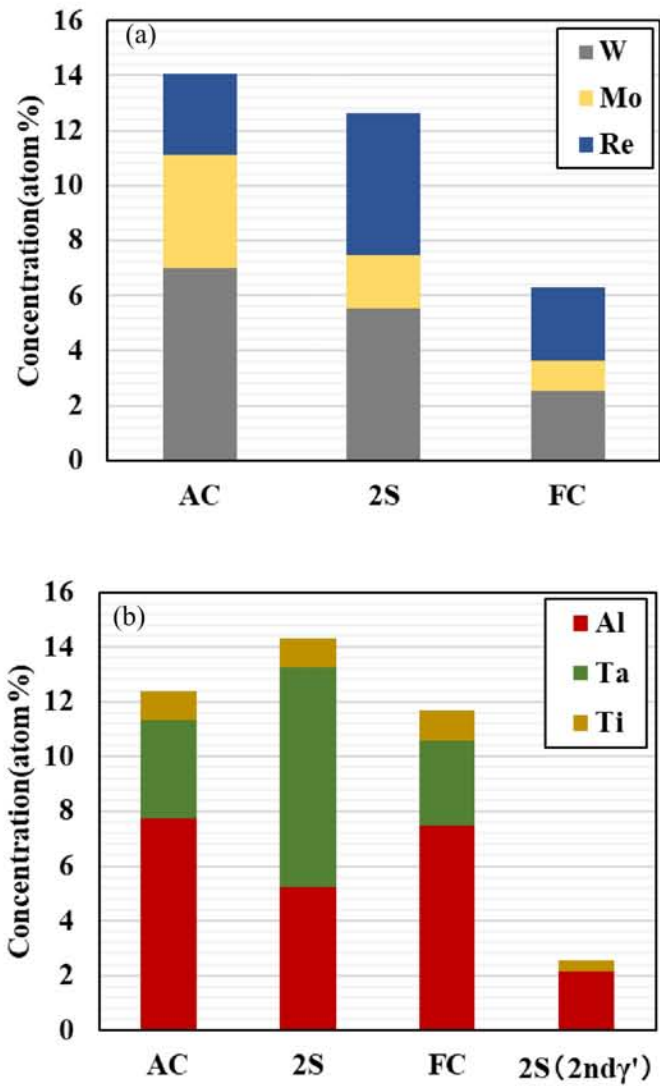 (a)
W
Mo
Re
Concentration(atom%)
16
14
12
10
8
6
4
2
0
AC
2S
FC
(b)
Al
Ta
Ti
Concentration(atom%)
16
14
12
10
8
6
4
2
0
AC
2S
FC
2S(2ndγ')